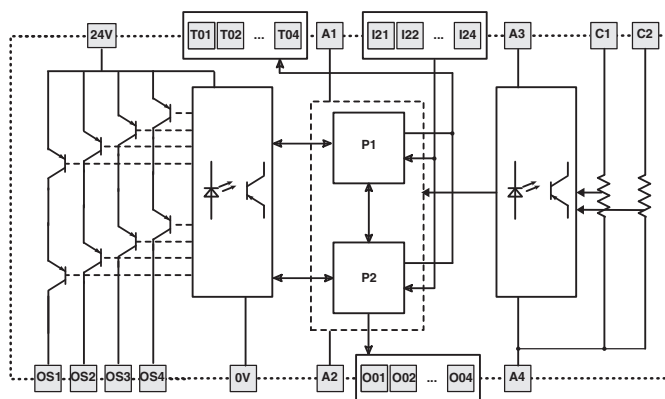 24V T01 T02 ... T04 A1 I21 I22 ... I24 A3 C1 C2
P1
P2
OS1 OS2 OS3 OS4 0V A2 O01 O02 ... O04 A4